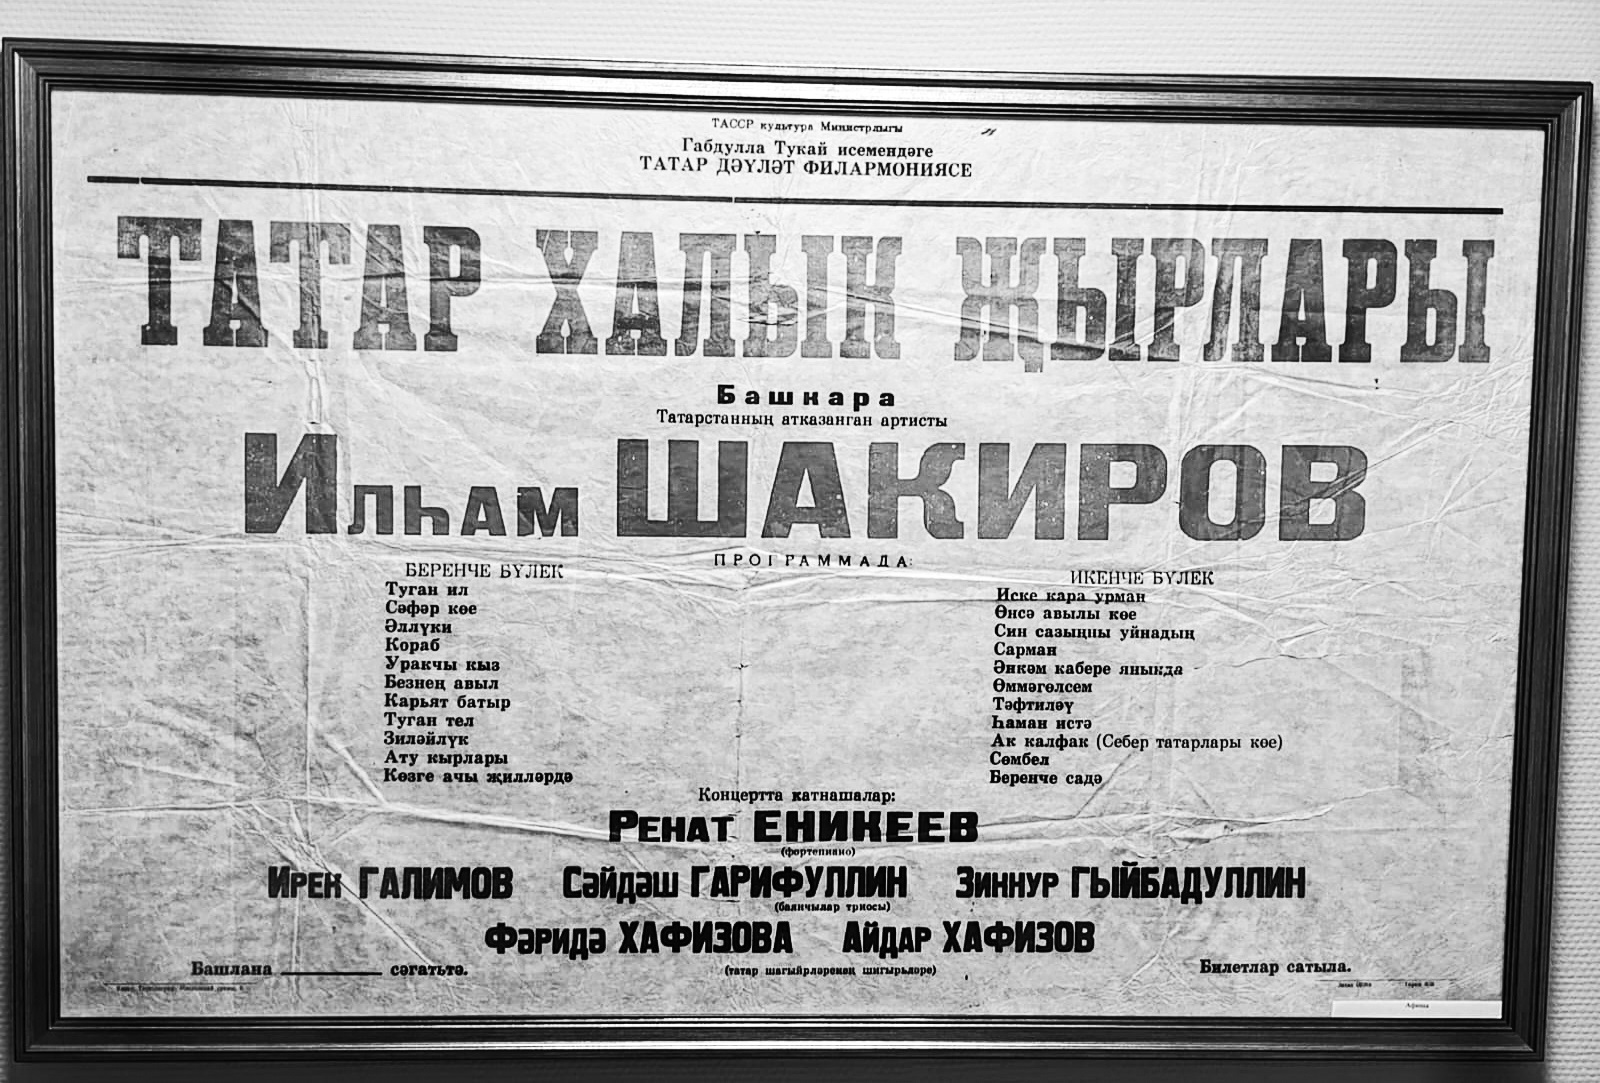 ТАССР культура Министрлыгы
Габдулла Тукай исемендәге
ТАТАР ДӘҮЛӘТ ФИЛАРМОНИЯСЕ
ТАТАР ХАЛЫК ҖЫРЛАРЫ
Башкара
Татарстанның атказанган артисты
Илһам ШАКИРОВ
ПРОГРАММАДА:
БЕРЕНЧЕ БҮЛЕК
Туган ил
Сәфәр көе
Әллүки
Кораб
Уракчы кыз
Безнең авыл
Карьят батыр
Туган тел
Зиләйлүк
Ату кырлары
Көзге ачы җилләрдә
ИКЕНЧЕ БҮЛЕК
Иске кара урман
Өнсә авылы көе
Син сазыңны уйнадың
Сарман
Әнкәм кабере янында
Өммәгөлсем
Тәфтиләү
Һаман истә
Ак калфак (Себер татарлары көе)
Сөмбел
Беренче садә
Концертта катнашалар:
Ренат ЕНИКЕЕВ
(фортепиано)
Ирек ГАЛИМОВ Сәйдәш ГАРИФУЛЛИН Зиннур ГЫЙБАДУЛЛИН
(баянчылар триосы)
Фәридә ХАФИЗОВА Айдар ХАФИЗОВ
(татар шагыйрләренең шигырьләре)
Башлана сәгатьтә.
Билетлар сатыла.
Афиша